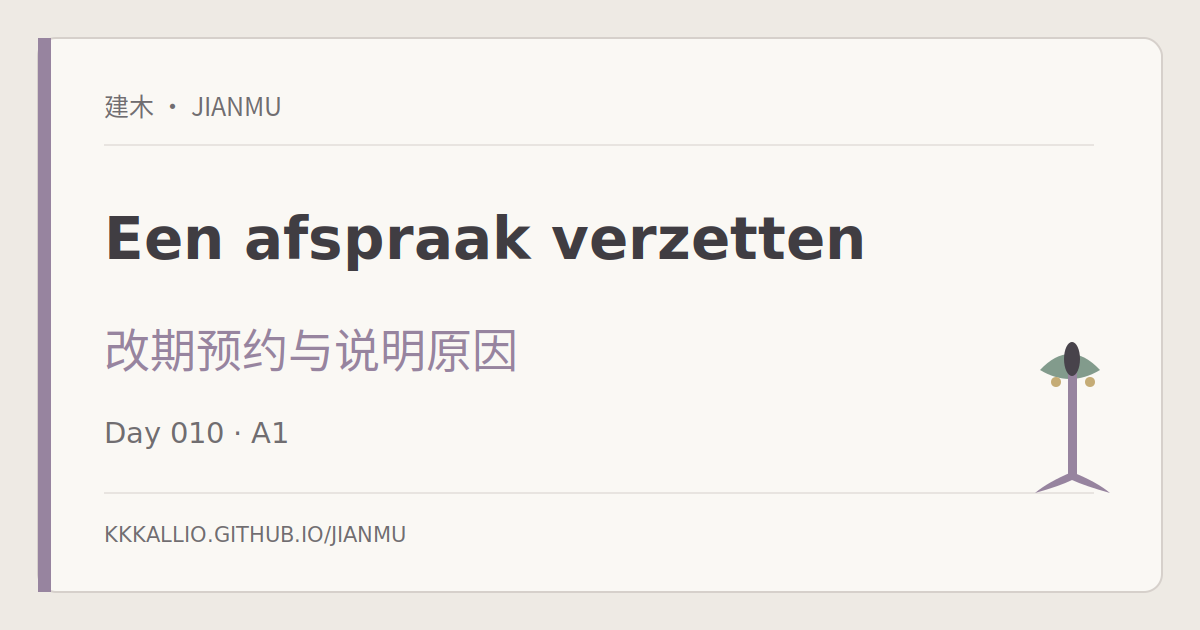 建木 · JIANMU
Een afspraak verzetten
改期预约与说明原因
Day 010 · A1
KKKALLIO.GITHUB.IO/JIANMU